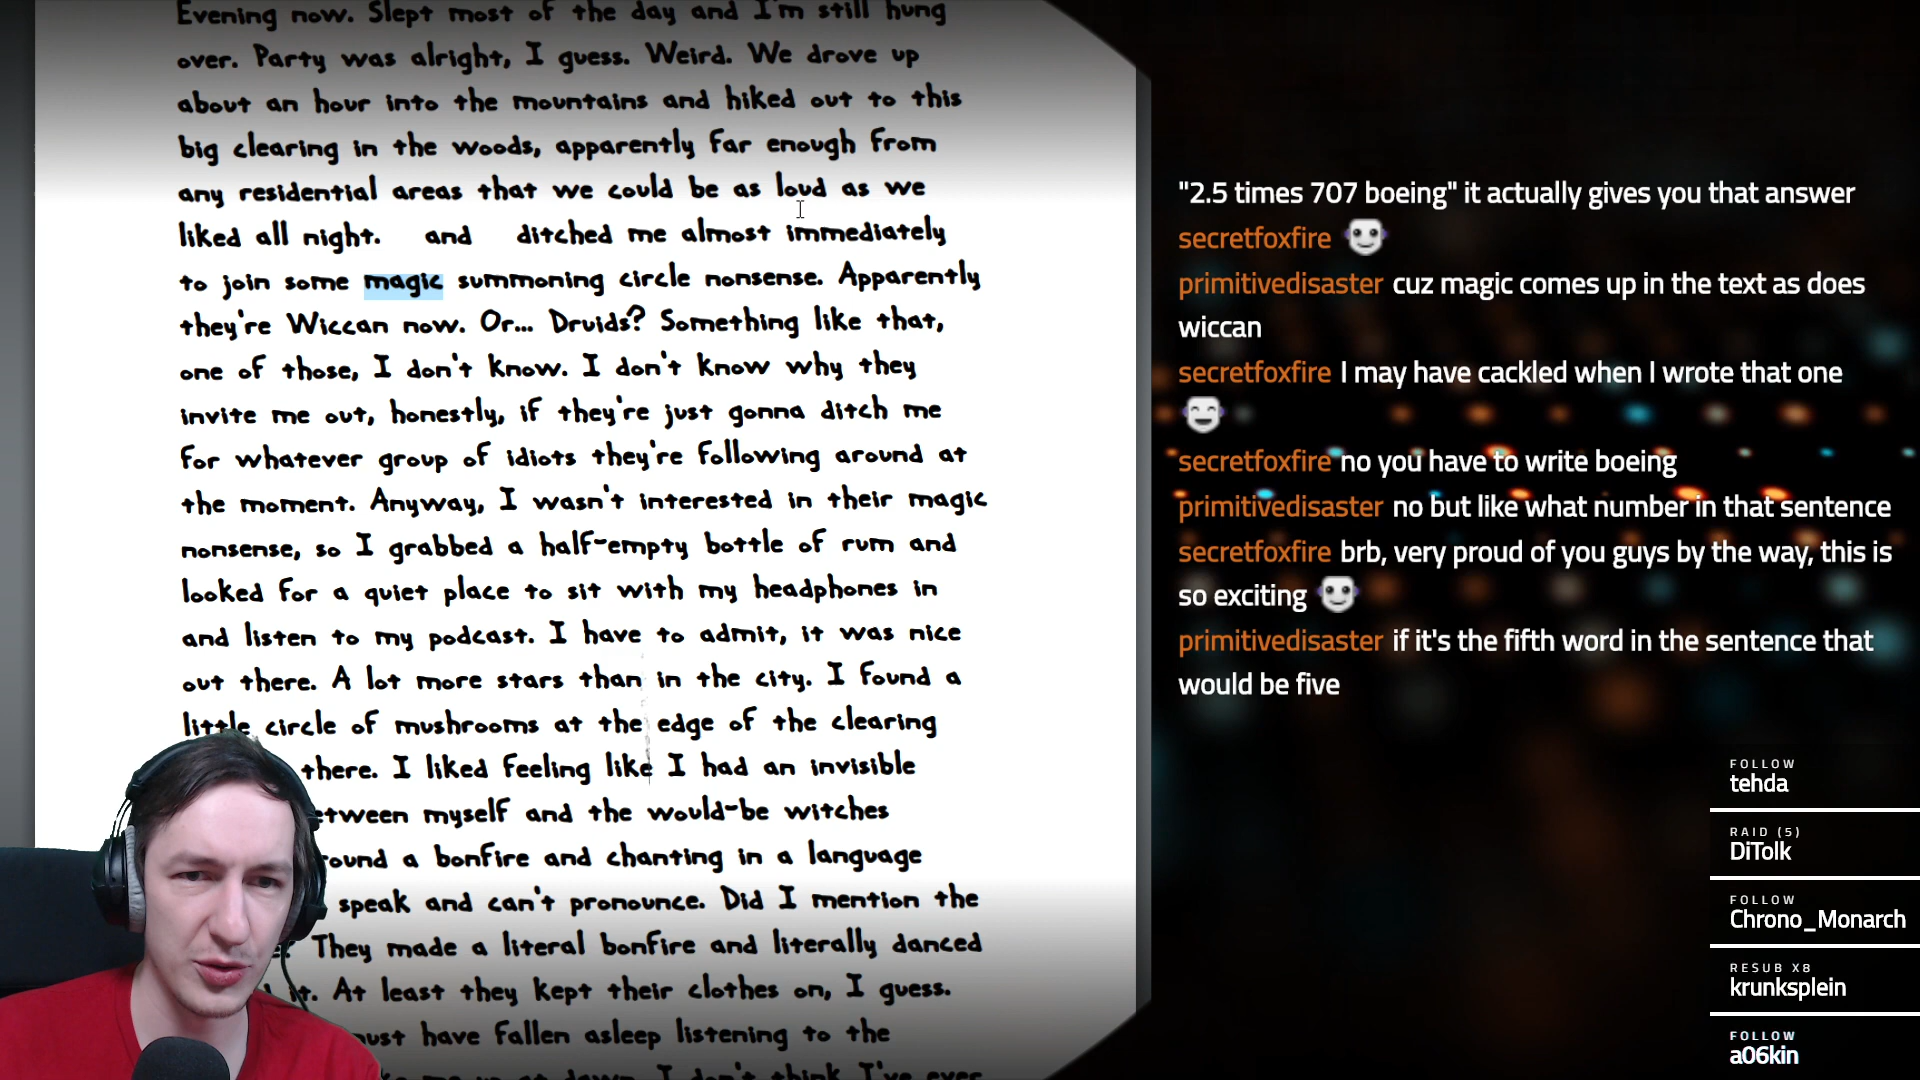 Evening now. Slept most of the day and I'm still hung
over. Party was alright, I guess. Weird. We drove up
about an hour into the mountains and hiked out to this
big clearing in the woods, apparently far enough from
any residential areas that we could be as loud as we
liked all night. and ditched me almost immediately
to join some magic summoning circle nonsense. Apparently
they're Wiccan now. Or... Druids? Something like that,
one of those, I don't know. I don't know why they
invite me out, honestly, if they're just gonna ditch me
for whatever group of idiots they're following around at
the moment. Anyway, I wasn't interested in their magic
nonsense, so I grabbed a half-empty bottle of rum and
looked for a quiet place to sit with my headphones in
and listen to my podcast. I have to admit, it was nice
out there. A lot more stars than in the city. I found a
little circle of mushrooms at the edge of the clearing
there. I liked feeling like I had an invisible
between myself and the would-be witches
around a bonfire and chanting in a language
speak and can't pronounce. Did I mention the
They made a literal bonfire and literally danced
it. At least they kept their clothes on, I guess.
must have fallen asleep listening to the
me up at dawn. I don't think I've ever
"2.5 times 707 boeing" it actually gives you that answer
secretfoxfire
primitivedisaster cuz magic comes up in the text as does
wiccan
secretfoxfire I may have cackled when I wrote that one
secretfoxfire no you have to write boeing
primitivedisaster no but like what number in that sentence
secretfoxfire brb, very proud of you guys by the way, this is
so exciting
primitivedisaster if it's the fifth word in the sentence that
would be five
FOLLOW
tehda
RAID (5)
DiTolk
FOLLOW
Chrono_Monarch
RESUB X8
krunksplein
FOLLOW
a06kin